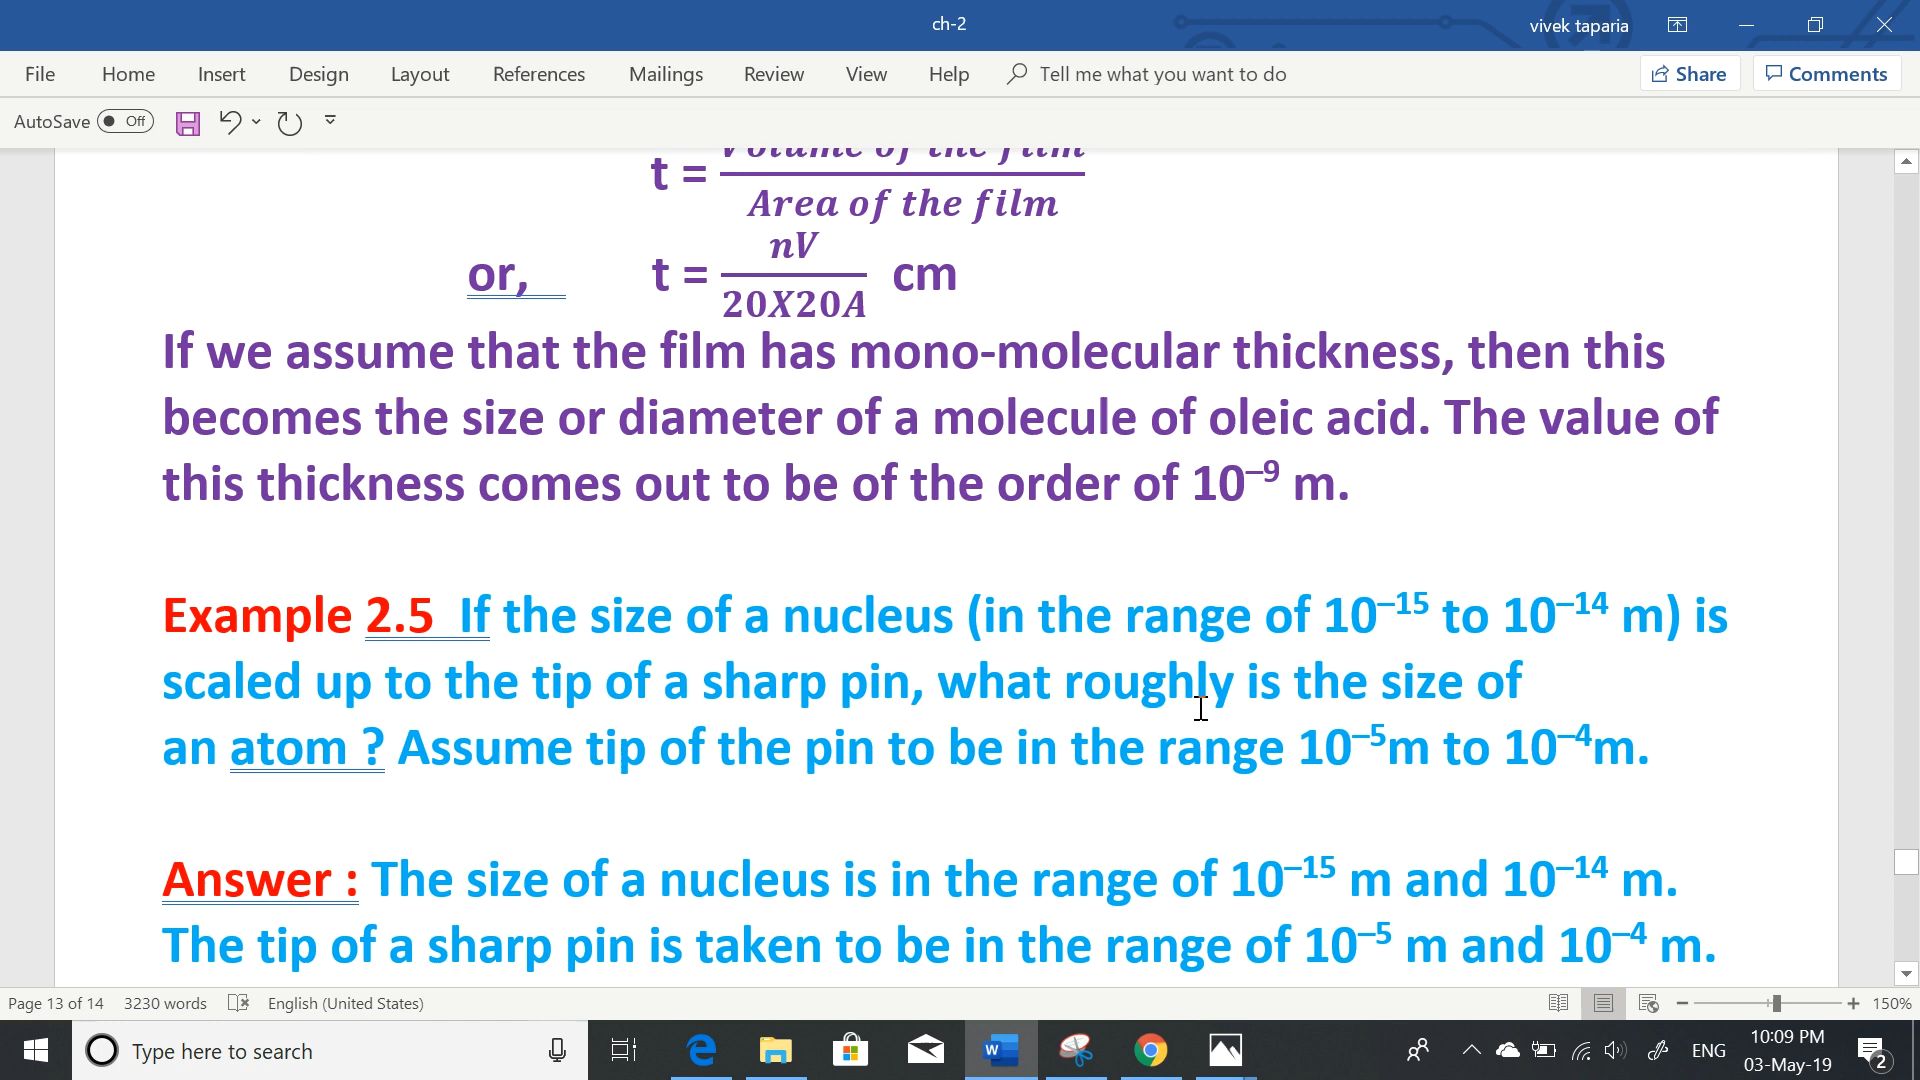 ch-2
vivek taparia
File Home Insert Design Layout References Mailings Review View Help Tell me what you want to do Share Comments
AutoSave Off
t = Volume of the film / Area of the film
or, t = nV / 20X20A cm
If we assume that the film has mono-molecular thickness, then this
becomes the size or diameter of a molecule of oleic acid. The value of
this thickness comes out to be of the order of 10⁻⁹ m.
Example 2.5 If the size of a nucleus (in the range of 10⁻¹⁵ to 10⁻¹⁴ m) is
scaled up to the tip of a sharp pin, what roughly is the size of
an atom ? Assume tip of the pin to be in the range 10⁻⁵m to 10⁻⁴m.
Answer : The size of a nucleus is in the range of 10⁻¹⁵ m and 10⁻¹⁴ m.
The tip of a sharp pin is taken to be in the range of 10⁻⁵ m and 10⁻⁴ m.
Page 13 of 14 3230 words English (United States) 150%
Type here to search
W
ENG
10:09 PM
03-May-19
2